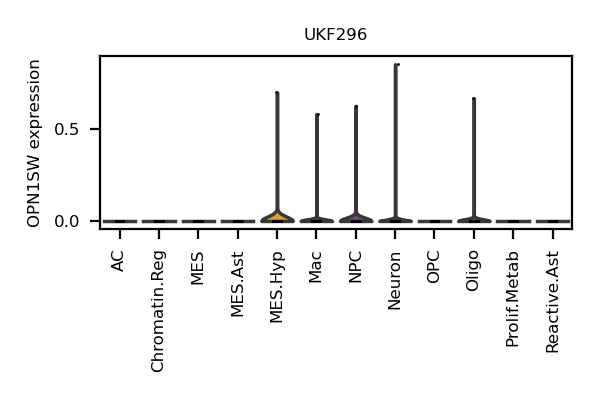 UKF296
OPN1SW expression
0.5
0.0
AC
Chromatin.Reg
MES
MES.Ast
MES.Hyp
Mac
NPC
Neuron
OPC
Oligo
Prolif.Metab
Reactive.Ast